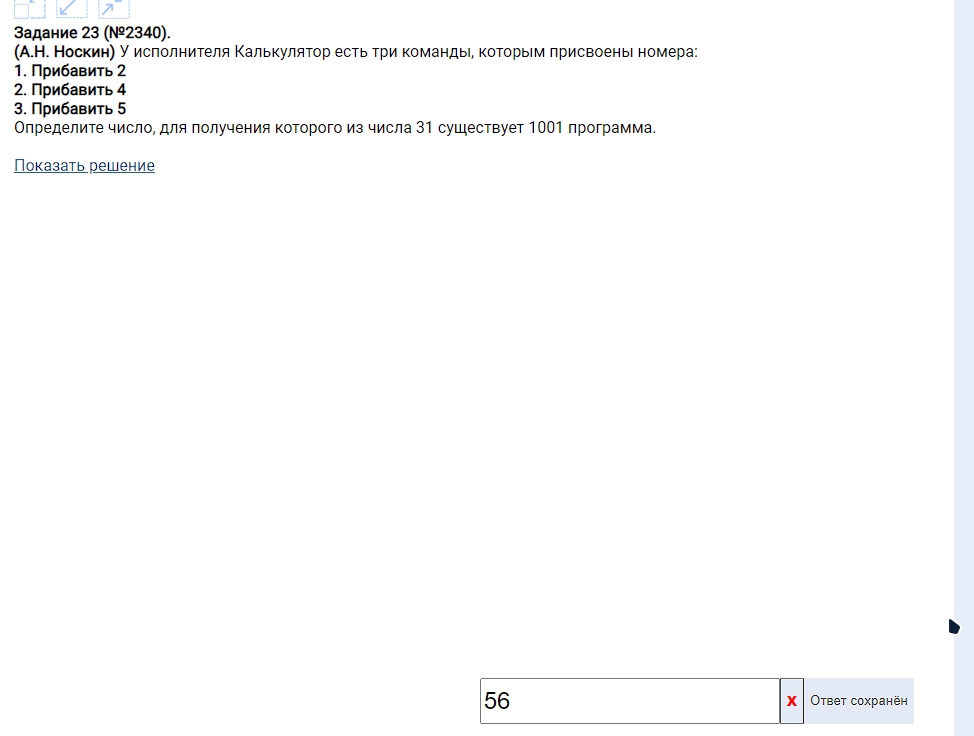 Задание 23 (№2340).
(А.Н. Носкин) У исполнителя Калькулятор есть три команды, которым присвоены номера:
1. Прибавить 2
2. Прибавить 4
3. Прибавить 5
Определите число, для получения которого из числа 31 существует 1001 программа.
Показать решение
56 x Ответ сохранён